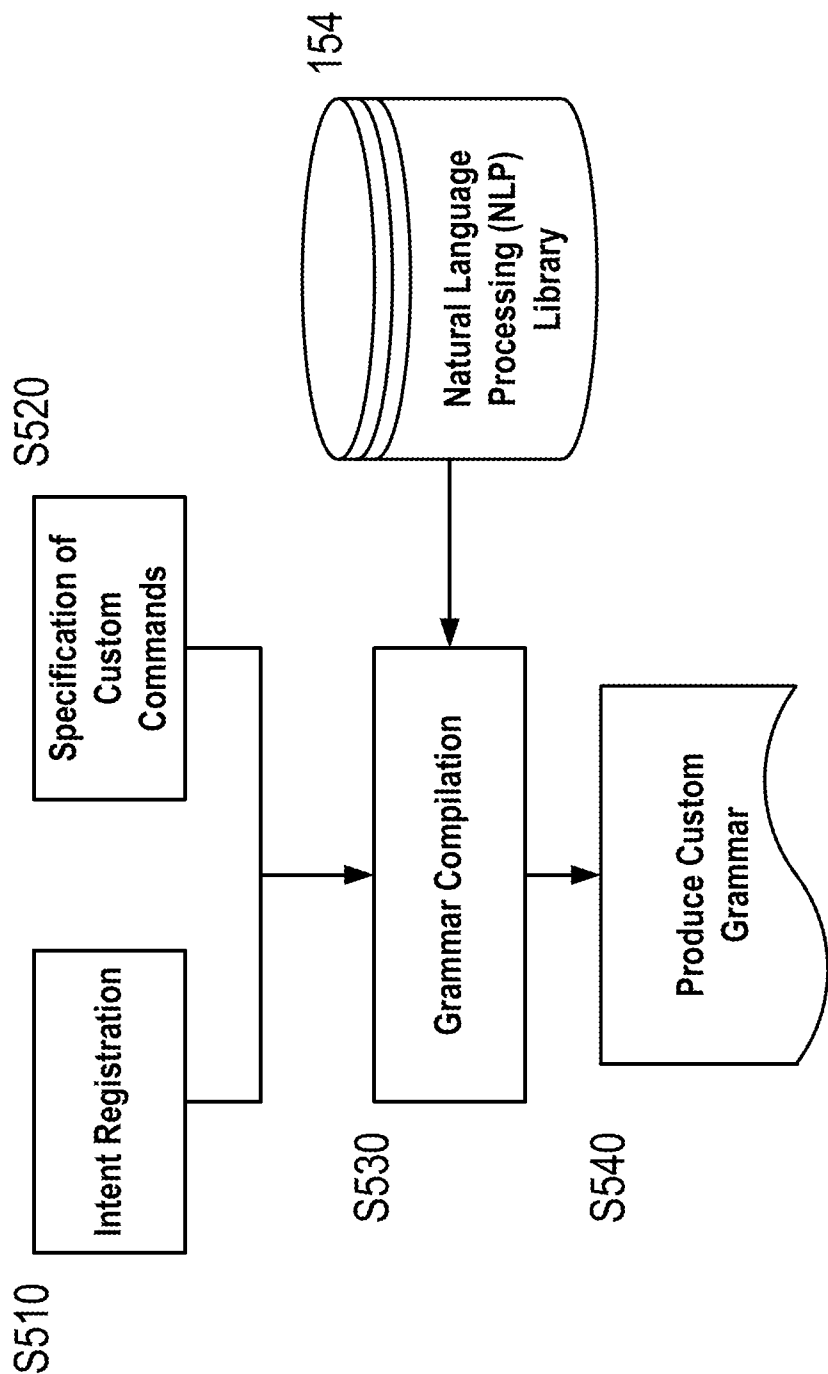 S510
Intent Registration
S520
Specification of
Custom
Commands
S530
Grammar Compilation
154
Natural Language
Processing (NLP)
Library
S540
Produce Custom
Grammar